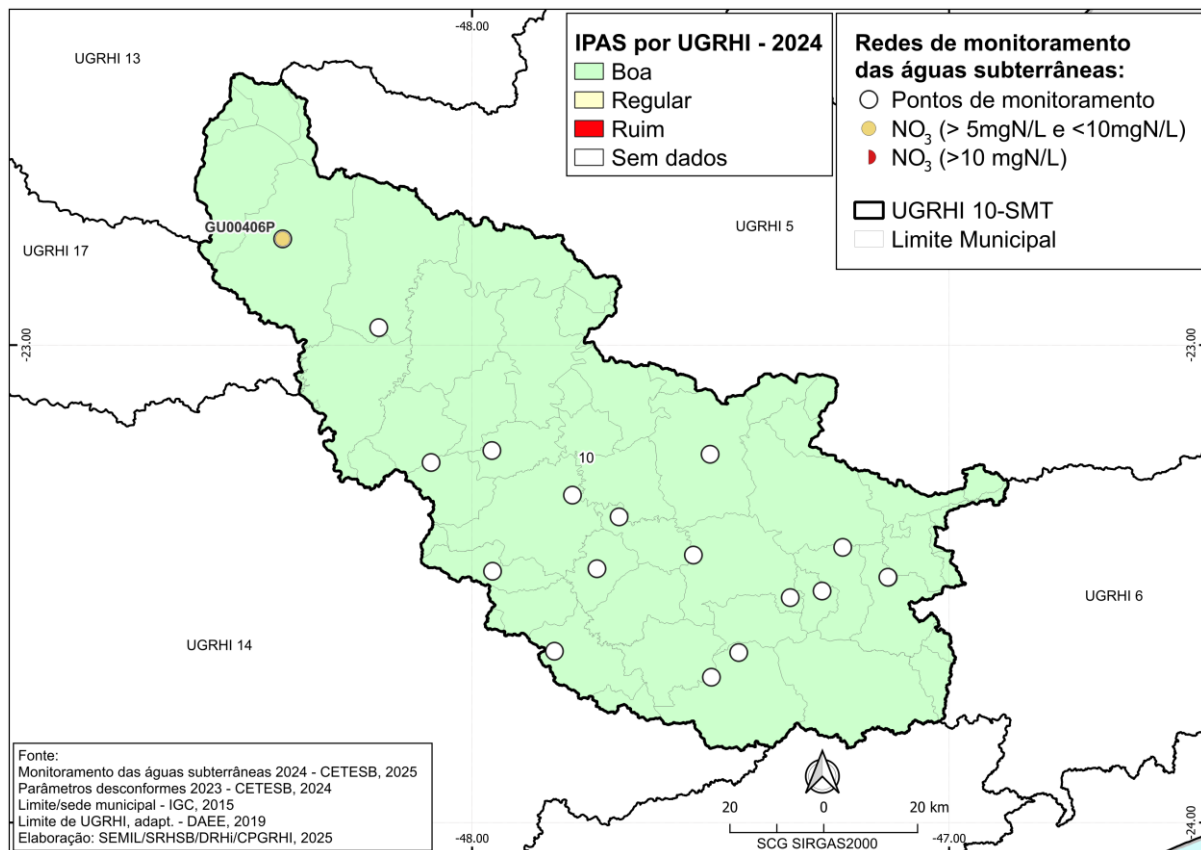 -48.00
UGRHI 13
IPAS por UGRHI - 2024
Boa
Regular
Ruim
Sem dados
Redes de monitoramento
das águas subterrâneas:
Pontos de monitoramento
NO3 (> 5mgN/L e <10mgN/L)
NO3 (>10 mgN/L)
UGRHI 10-SMT
Limite Municipal
GU00406P
UGRHI 5
UGRHI 17
-23.00
-23.00
10
UGRHI 6
UGRHI 14
Fonte:
Monitoramento das águas subterrâneas 2024 - CETESB, 2025
Parâmetros desconformes 2023 - CETESB, 2024
Limite/sede municipal - IGC, 2015
Limite de UGRHI, adapt. - DAEE, 2019
Elaboração: SEMIL/SRHSB/DRHi/CPGRHI, 2025
20 0 20 km
SCG SIRGAS2000
-48.00
-47.00
-24.00